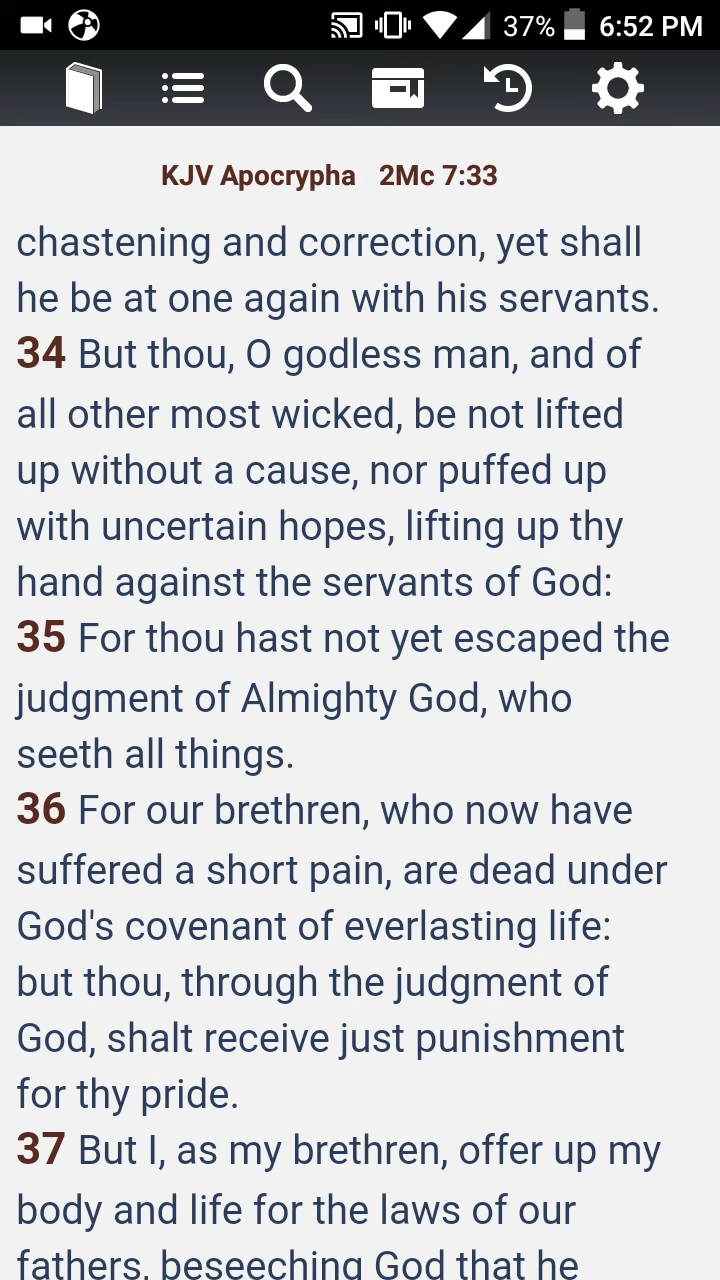 37% 6:52 PM
KJV Apocrypha 2Mc 7:33
chastening and correction, yet shall
he be at one again with his servants.
34 But thou, O godless man, and of
all other most wicked, be not lifted
up without a cause, nor puffed up
with uncertain hopes, lifting up thy
hand against the servants of God:
35 For thou hast not yet escaped the
judgment of Almighty God, who
seeth all things.
36 For our brethren, who now have
suffered a short pain, are dead under
God's covenant of everlasting life:
but thou, through the judgment of
God, shalt receive just punishment
for thy pride.
37 But I, as my brethren, offer up my
body and life for the laws of our
fathers, beseeching God that he